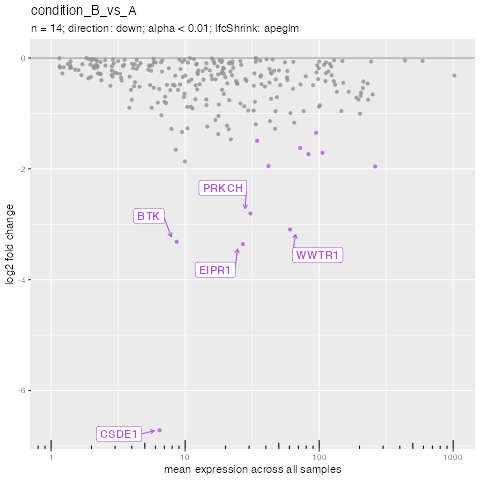 condition_B_vs_A
n = 14; direction: down; alpha < 0.01; lfcShrink: apeglm
0
-2
-4
-6
log2 fold change
PRKCH
BTK
WWTR1
EIPR1
CSDE1
1 10 100 1000
mean expression across all samples